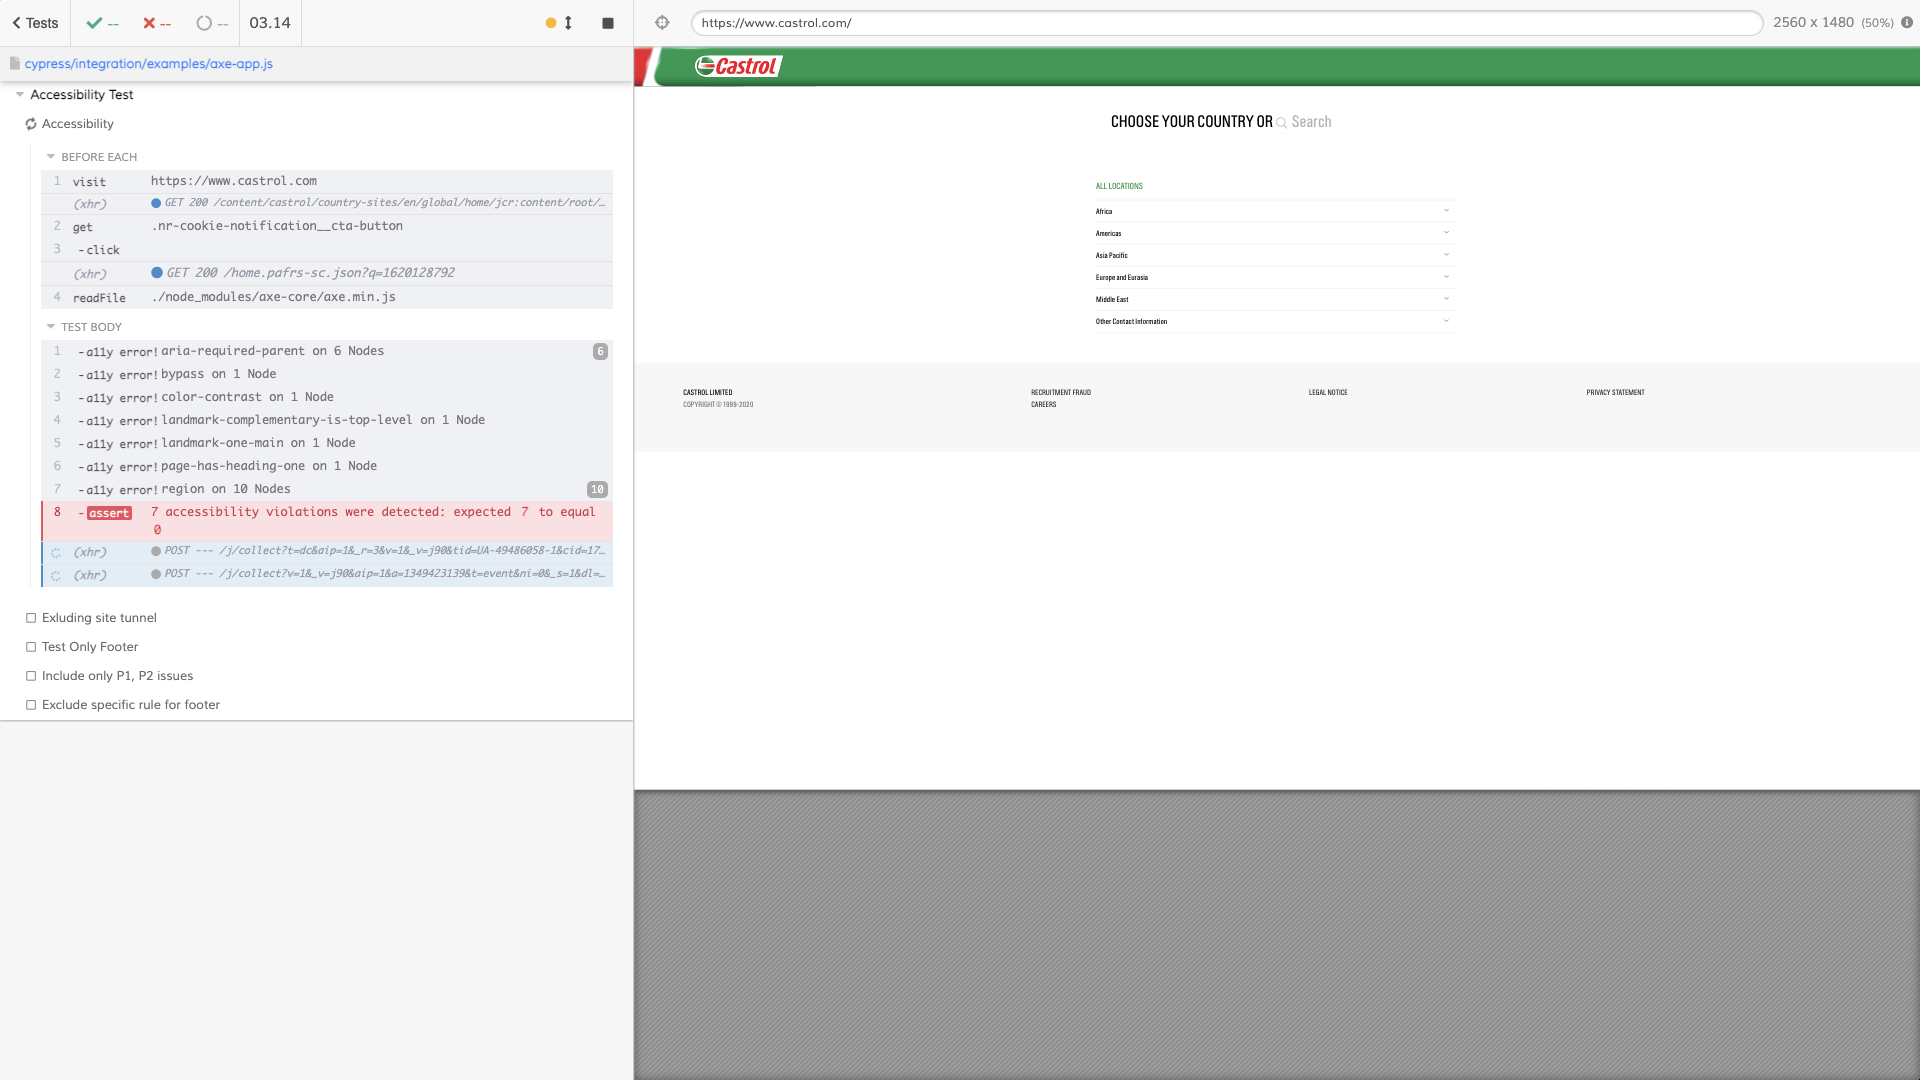 Tests
--
--
--
03.14
https://www.castrol.com/
2560 x 1480 (50%)
cypress/integration/examples/axe-app.js
Accessibility Test
Accessibility
BEFORE EACH
1 visit https://www.castrol.com
(xhr) GET 200 /content/castrol/country-sites/en/global/home/jcr:content/root/...
2 get .nr-cookie-notification__cta-button
3 -click
(xhr) GET 200 /home.pafrs-sc.json?q=1620128792
4 readFile ./node_modules/axe-core/axe.min.js
TEST BODY
1 -a11y error! aria-required-parent on 6 Nodes 6
2 -a11y error! bypass on 1 Node
3 -a11y error! color-contrast on 1 Node
4 -a11y error! landmark-complementary-is-top-level on 1 Node
5 -a11y error! landmark-one-main on 1 Node
6 -a11y error! page-has-heading-one on 1 Node
7 -a11y error! region on 10 Nodes 10
8 -assert 7 accessibility violations were detected: expected 7 to equal
0
(xhr) POST --- /j/collect?t=dc&aip=1&_r=3&v=1&_v=j90&tid=UA-49486058-1&cid=17...
(xhr) POST --- /j/collect?v=1&_v=j90&aip=1&a=1349423139&t=event&ni=0&_s=1&dl=...
Exluding site tunnel
Test Only Footer
Include only P1, P2 issues
Exclude specific rule for footer
Castrol
CHOOSE YOUR COUNTRY OR Search
ALL LOCATIONS
Africa
Americas
Asia Pacific
Europe and Eurasia
Middle East
Other Contact Information
CASTROL LIMITED
COPYRIGHT © 1999-2020
RECRUITMENT FRAUD
CAREERS
LEGAL NOTICE
PRIVACY STATEMENT